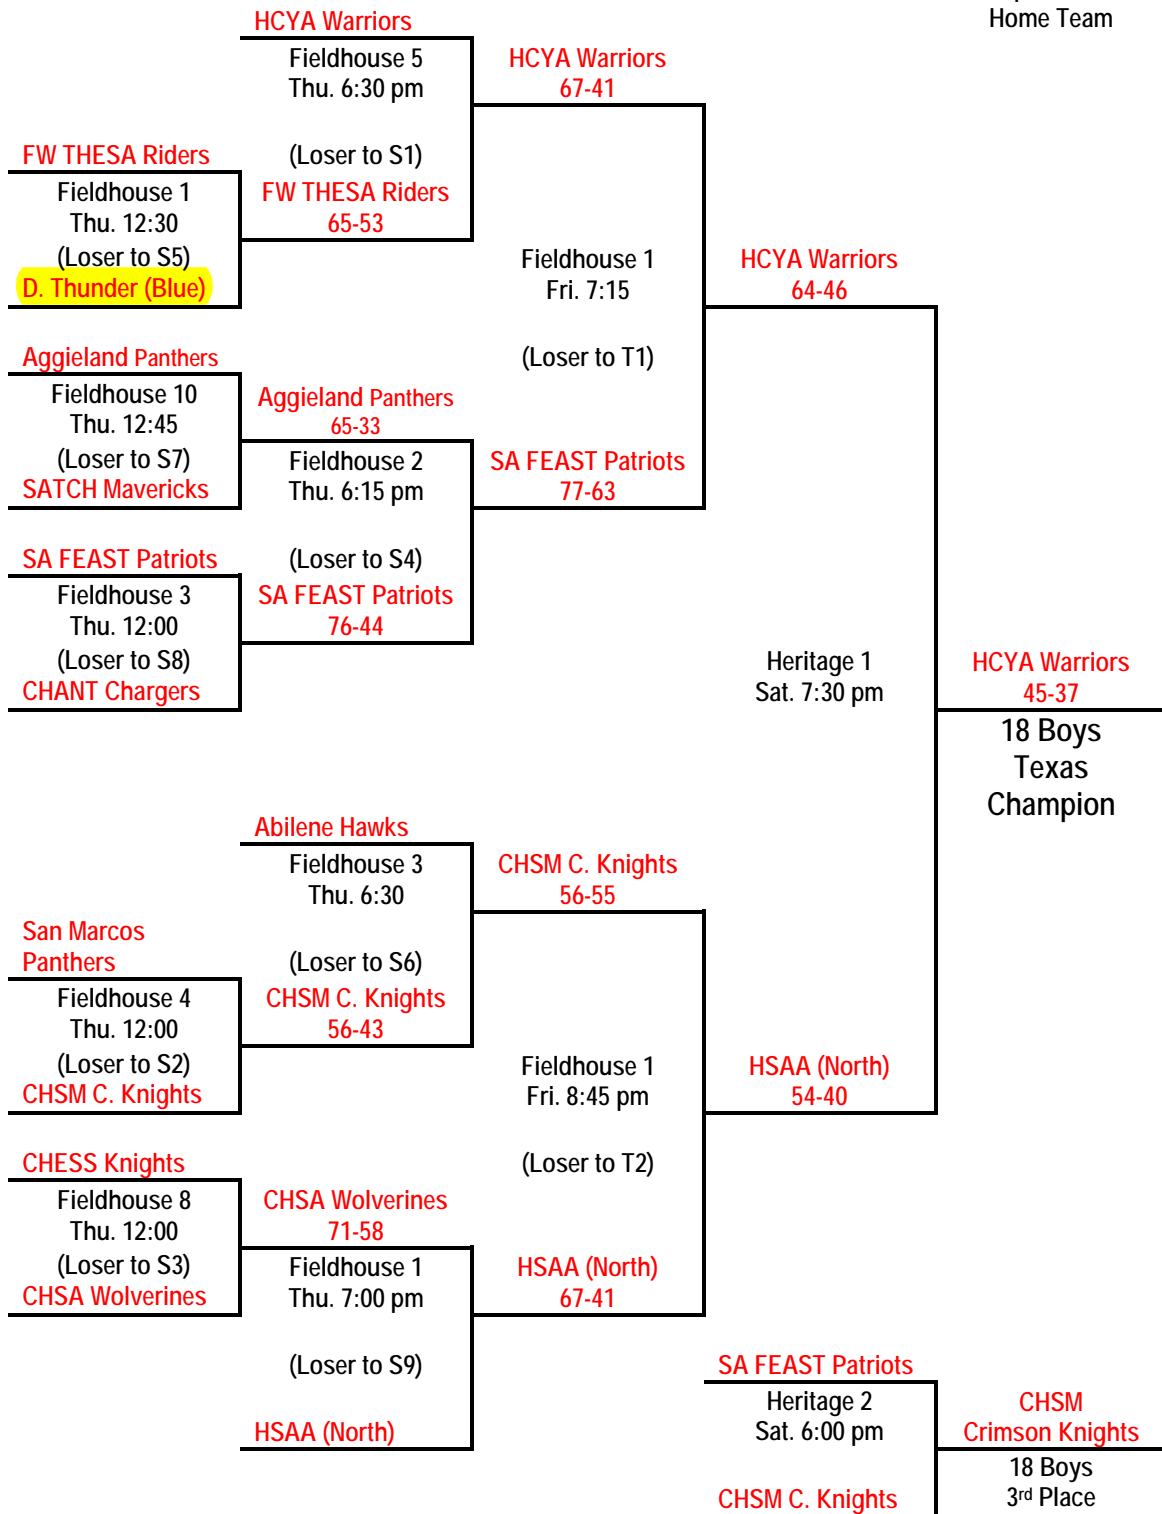 Home Team
HCYA Warriors
Fieldhouse 5
Thu. 6:30 pm
(Loser to S1)
HCYA Warriors
67-41
FW THESA Riders
Fieldhouse 1
Thu. 12:30
(Loser to S5)
D. Thunder (Blue)
FW THESA Riders
65-53
Fieldhouse 1
Fri. 7:15
(Loser to T1)
HCYA Warriors
64-46
Aggieland Panthers
Fieldhouse 10
Thu. 12:45
(Loser to S7)
SATCH Mavericks
Aggieland Panthers
65-33
Fieldhouse 2
Thu. 6:15 pm
(Loser to S4)
SA FEAST Patriots
77-63
SA FEAST Patriots
Fieldhouse 3
Thu. 12:00
(Loser to S8)
CHANT Chargers
SA FEAST Patriots
76-44
Heritage 1
Sat. 7:30 pm
HCYA Warriors
45-37
18 Boys
Texas
Champion
Abilene Hawks
Fieldhouse 3
Thu. 6:30
(Loser to S6)
CHSM C. Knights
56-55
San Marcos
Panthers
Fieldhouse 4
Thu. 12:00
(Loser to S2)
CHSM C. Knights
CHSM C. Knights
56-43
Fieldhouse 1
Fri. 8:45 pm
(Loser to T2)
HSAA (North)
54-40
CHESS Knights
Fieldhouse 8
Thu. 12:00
(Loser to S3)
CHSA Wolverines
CHSA Wolverines
71-58
Fieldhouse 1
Thu. 7:00 pm
(Loser to S9)
HSAA (North)
HSAA (North)
67-41
SA FEAST Patriots
Heritage 2
Sat. 6:00 pm
CHSM C. Knights
CHSM
Crimson Knights
18 Boys
3rd Place